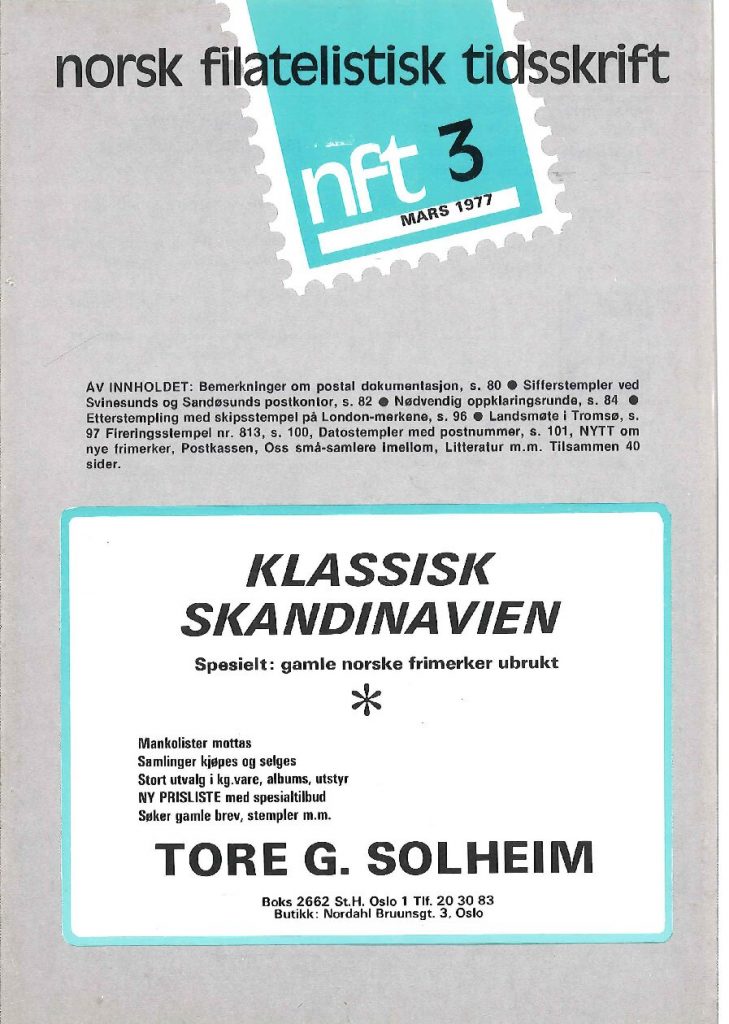 norsk filatelistisk tidsskrift
nft 3
MARS 1977
AV INNHOLDET: Bemerkninger om postal dokumentasjon, s. 80 ● Sifferstempler ved
Svinesunds og Sandøsunds postkontor, s. 82 ● Nødvendig oppklaringsrunde, s. 84 ●
Etterstempling med skipsstempel på London-merkene, s. 96 ● Landsmøte i Tromsø, s.
97 Fireringsstempel nr. 813, s. 100, Datostempler med postnummer, s. 101, NYTT om
nye frimerker, Postkassen, Oss små-samlere imellom, Litteratur m.m. Tilsammen 40
sider.
KLASSISK
SKANDINAVIEN
Spesielt: gamle norske frimerker ubrukt
*
Mankolister mottas
Samlinger kjøpes og selges
Stort utvalg i kg.vare, albums, utstyr
NY PRISLISTE med spesialtilbud
Søker gamle brev, stempler m.m.
TORE G. SOLHEIM
Boks 2662 St.H. Oslo 1 Tlf. 20 30 83
Butikk: Nordahl Bruunsgt. 3, Oslo